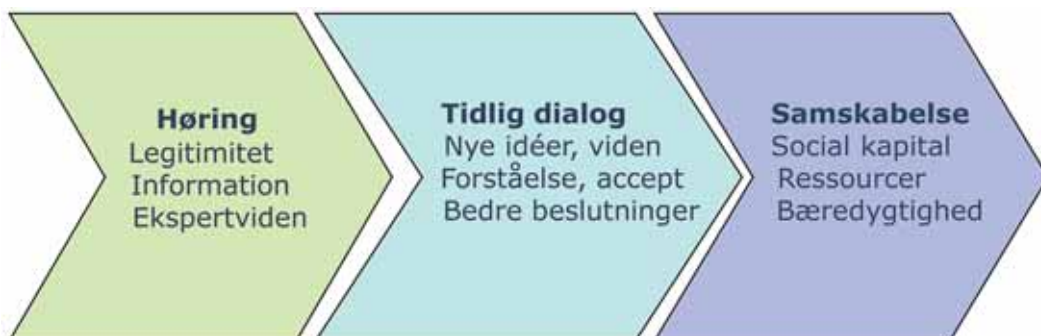 Høring
Legitimitet
Information
Ekspertviden
Tidlig dialog
Nye idéer, viden
Forståelse, accept
Bedre beslutninger
Samskabelse
Social kapital
Ressourcer
Bæredygtighed